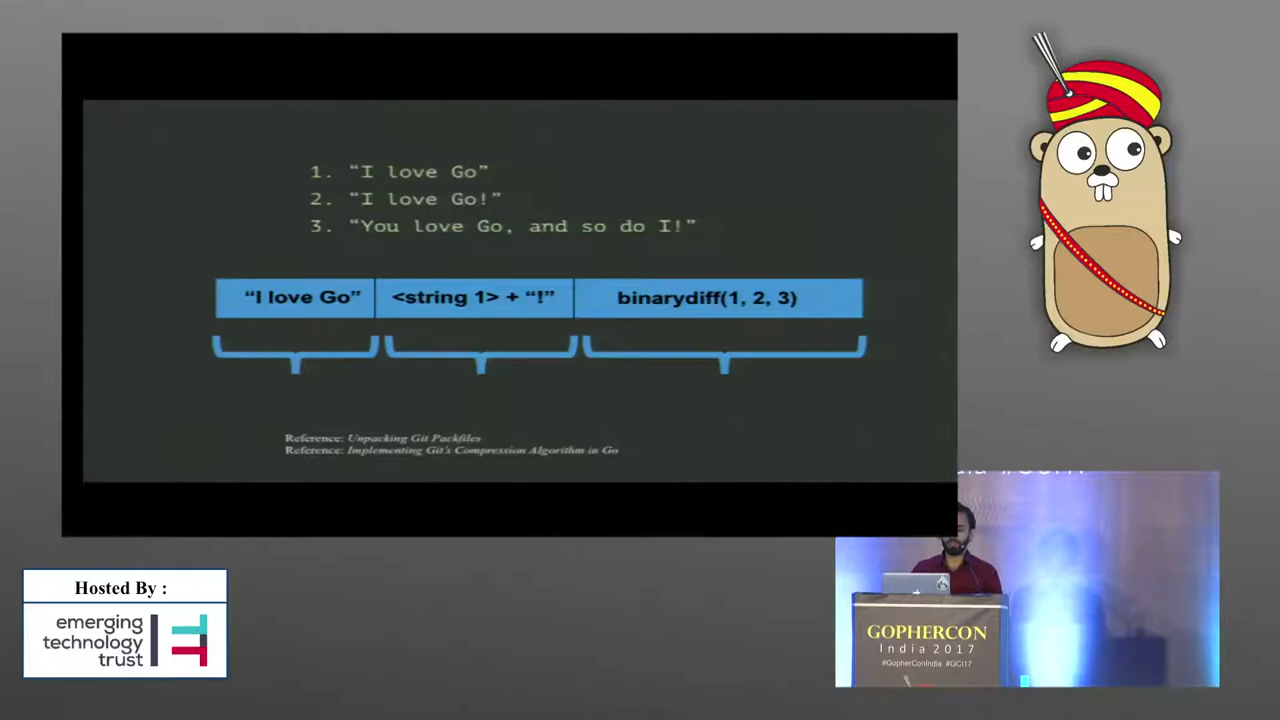 1. “I love Go”
2. “I love Go!”
3. “You love Go, and so do I!”
“I love Go” <string 1> + “!” binarydiff(1, 2, 3)
Reference: Unpacking Git Packfiles
Reference: Implementing Git's Compression Algorithm in Go
Hosted By :
emerging
technology
trust
GOPHERCON
India 2017
#GopherConIndia #GCI17